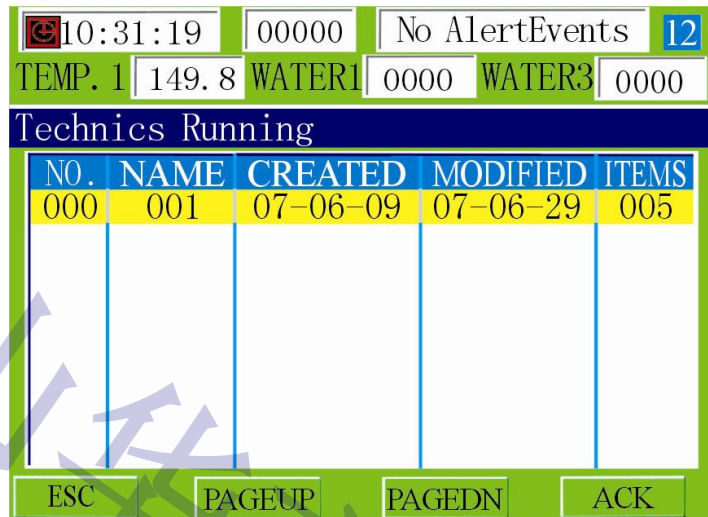 10:31:19 00000 No AlertEvents 12
TEMP. 1 149.8 WATER1 0000 WATER3 0000
Technics Running
NO. NAME CREATED MODIFIED ITEMS
000 001 07-06-09 07-06-29 005
ESC PAGEUP PAGEDN ACK